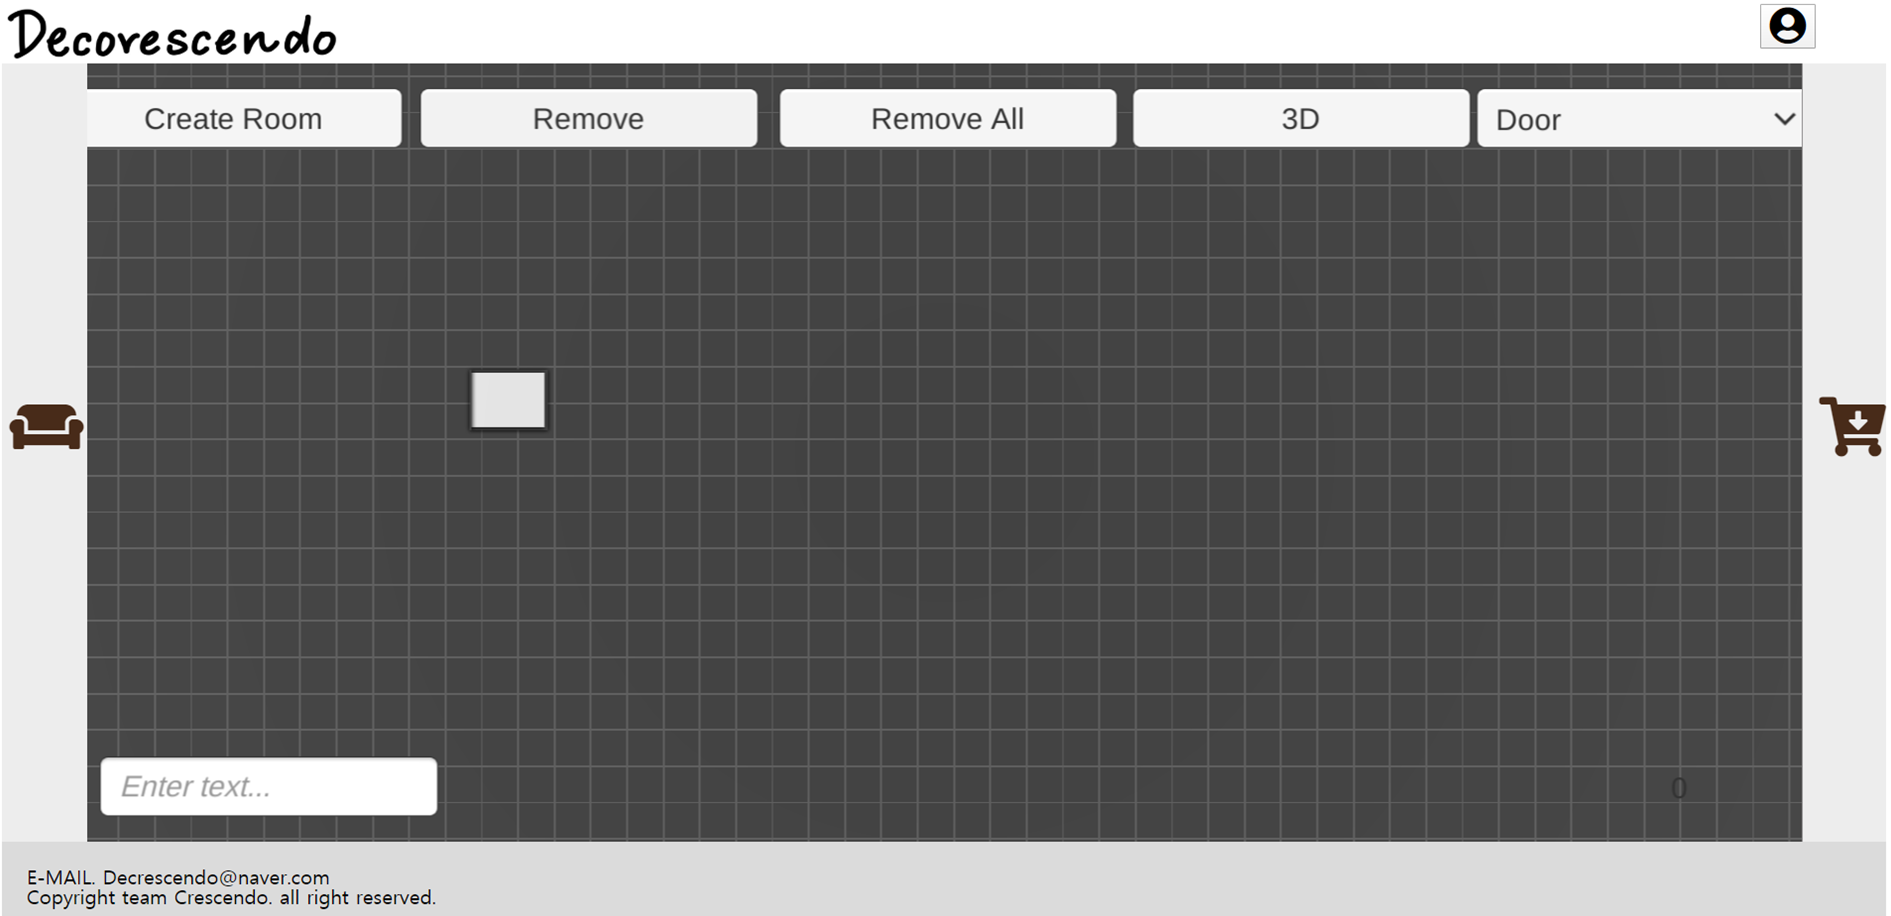 Decorescendo
Create Room
Remove
Remove All
3D
Door
Enter text...
0
E-MAIL. Decrescendo@naver.com
Copyright team Crescendo. all right reserved.